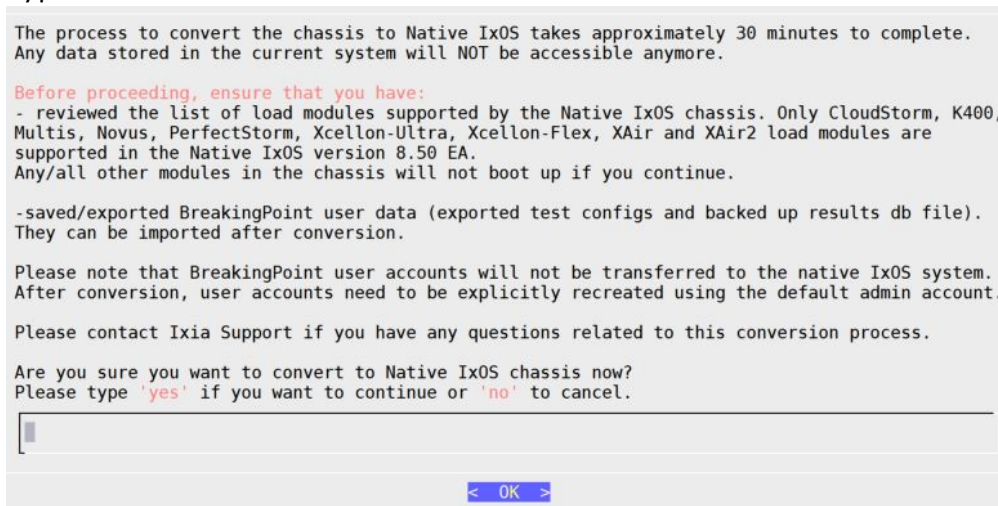 The process to convert the chassis to Native IxOS takes approximately 30 minutes to complete.
Any data stored in the current system will NOT be accessible anymore.
Before proceeding, ensure that you have:
- reviewed the list of load modules supported by the Native IxOS chassis. Only CloudStorm, K400,
Multis, Novus, PerfectStorm, Xcellon-Ultra, Xcellon-Flex, XAir and XAir2 load modules are
supported in the Native IxOS version 8.50 EA.
Any/all other modules in the chassis will not boot up if you continue.
-saved/exported BreakingPoint user data (exported test configs and backed up results db file).
They can be imported after conversion.
Please note that BreakingPoint user accounts will not be transferred to the native IxOS system.
After conversion, user accounts need to be explicitly recreated using the default admin account.
Please contact Ixia Support if you have any questions related to this conversion process.
Are you sure you want to convert to Native IxOS chassis now?
Please type 'yes' if you want to continue or 'no' to cancel.
< OK >